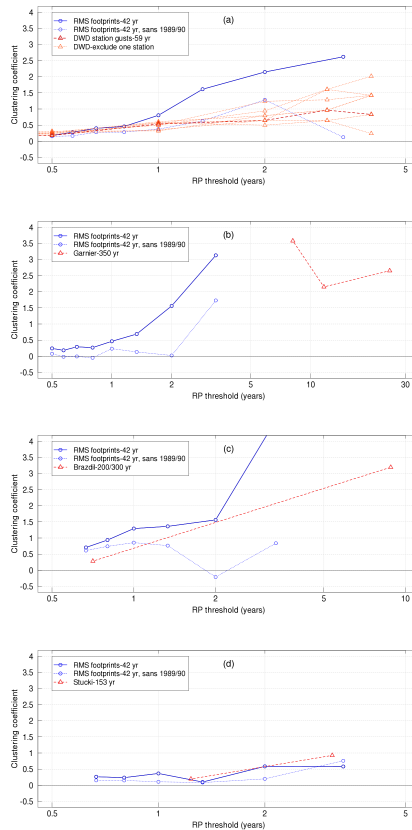 (a)
RMS footprints-42 yr
RMS footprints-42 yr, sans 1989/90
DWD station gusts-59 yr
DWD-exclude one station
Clustering coefficient
4
3.5
3
2.5
2
1.5
1
0.5
0
-0.5
0.5 1 2 5
RP threshold (years)
(b)
RMS footprints-42 yr
RMS footprints-42 yr, sans 1989/90
Garnier-350 yr
Clustering coefficient
4
3.5
3
2.5
2
1.5
1
0.5
0
-0.5
0.5 1 2 5 10 30
RP threshold (years)
(c)
RMS footprints-42 yr
RMS footprints-42 yr, sans 1989/90
Brazdil-200/300 yr
Clustering coefficient
4
3.5
3
2.5
2
1.5
1
0.5
0
-0.5
0.5 1 2 5 10
RP threshold (years)
(d)
RMS footprints-42 yr
RMS footprints-42 yr, sans 1989/90
Stucki-153 yr
Clustering coefficient
4
3.5
3
2.5
2
1.5
1
0.5
0
-0.5
0.5 1 2 5
RP threshold (years)